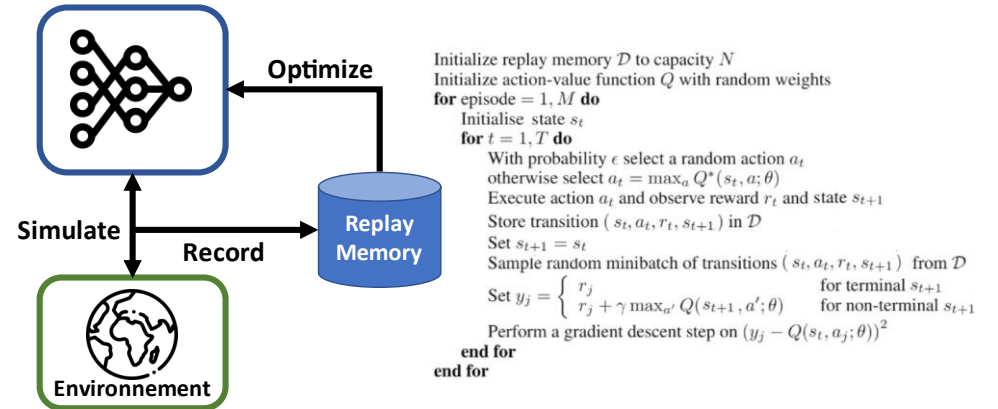 Optimize
Simulate
Record
Replay
Memory
Environnement
Initialize replay memory 𝒟 to capacity N
Initialize action-value function Q with random weights
for episode = 1, M do
Initialise state s_t
for t = 1, T do
With probability ϵ select a random action a_t
otherwise select a_t = max_a Q*(s_t, a; θ)
Execute action a_t and observe reward r_t and state s_{t+1}
Store transition (s_t, a_t, r_t, s_{t+1}) in 𝒟
Set s_{t+1} = s_t
Sample random minibatch of transitions (s_t, a_t, r_t, s_{t+1}) from 𝒟
Set y_j = { r_j for terminal s_{t+1}
r_j + γ max_{a'} Q(s_{t+1}, a'; θ) for non-terminal s_{t+1}
Perform a gradient descent step on (y_j − Q(s_t, a_j; θ))^2
end for
end for